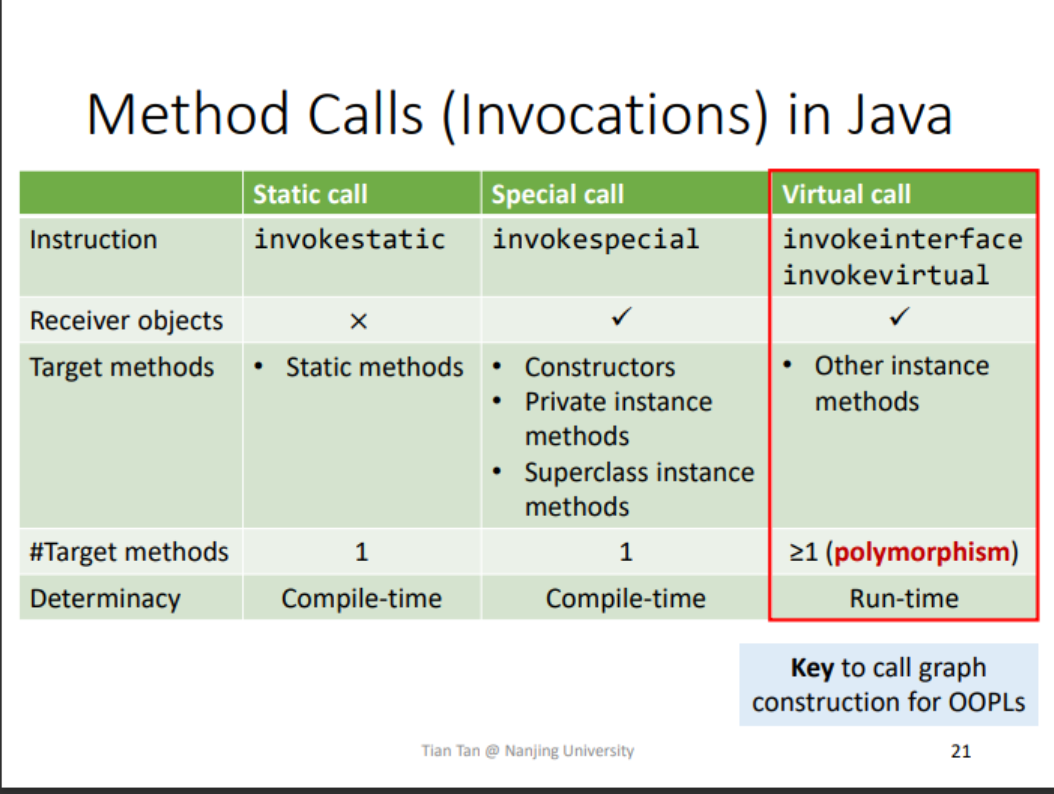 Method Calls (Invocations) in Java
Static call
Special call
Virtual call
Instruction
invokestatic
invokespecial
invokeinterface
invokevirtual
Receiver objects
×
✓
✓
Target methods
• Static methods
• Constructors
• Private instance
methods
• Superclass instance
methods
• Other instance
methods
#Target methods
1
1
≥1 (polymorphism)
Determinacy
Compile-time
Compile-time
Run-time
Key to call graph
construction for OOPLs
Tian Tan @ Nanjing University
21